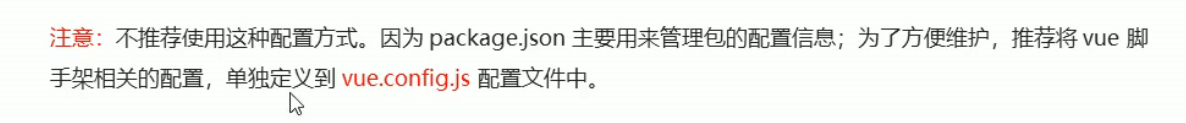 注意：不推荐使用这种配置方式。因为 package.json 主要用来管理包的配置信息；为了方便维护，推荐将 vue 脚
手架相关的配置，单独定义到 vue.config.js 配置文件中。